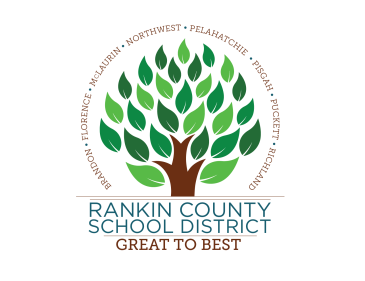 BRANDON • FLORENCE • McLAURIN • NORTHWEST • PELAHATCHIE • PISGAH • PUCKETT • RICHLAND
RANKIN COUNTY
SCHOOL DISTRICT
GREAT TO BEST